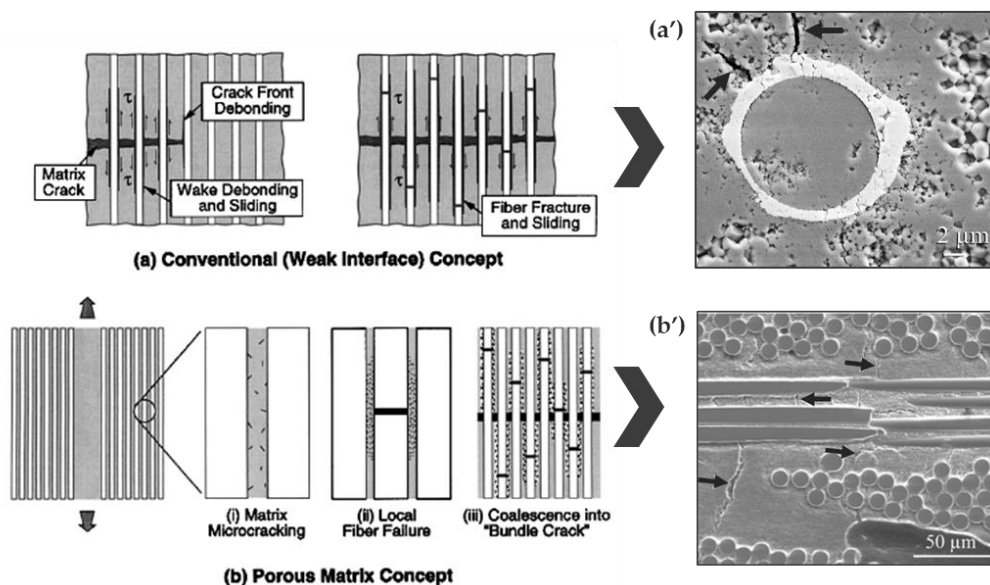 (a')
Crack Front
Debonding
τ
τ
Matrix
Crack
Wake Debonding
and Sliding
τ
τ
Fiber Fracture
and Sliding
2 µm
(a) Conventional (Weak Interface) Concept
(b')
(i) Matrix
Microcracking
(ii) Local
Fiber Failure
(iii) Coalescence into
"Bundle Crack"
50 µm
(b) Porous Matrix Concept